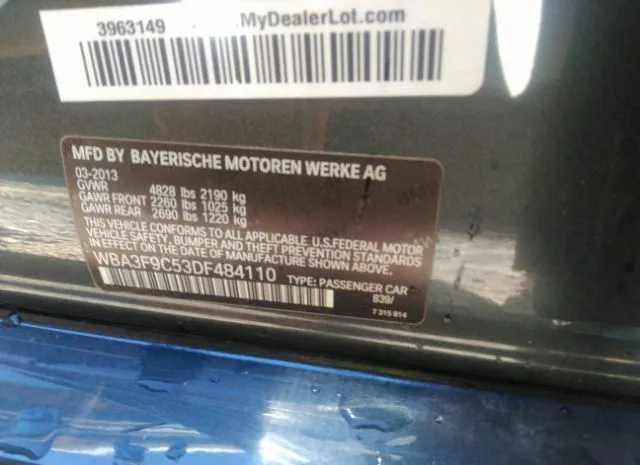 3963149 MyDealerLot.com
MFD BY BAYERISCHE MOTOREN WERKE AG
03-2013
GVWR 4828 lbs 2190 kg
GAWR FRONT 2260 lbs 1025 kg
GAWR REAR 2690 lbs 1220 kg
THIS VEHICLE CONFORMS TO ALL APPLICABLE U.S.FEDERAL MOTOR
VEHICLE SAFETY, BUMPER, AND THEFT PREVENTION STANDARDS
IN EFFECT ON THE DATE OF MANUFACTURE SHOWN ABOVE.
WBA3F9C53DF484110 TYPE: PASSENGER CAR
839/
7 315 814